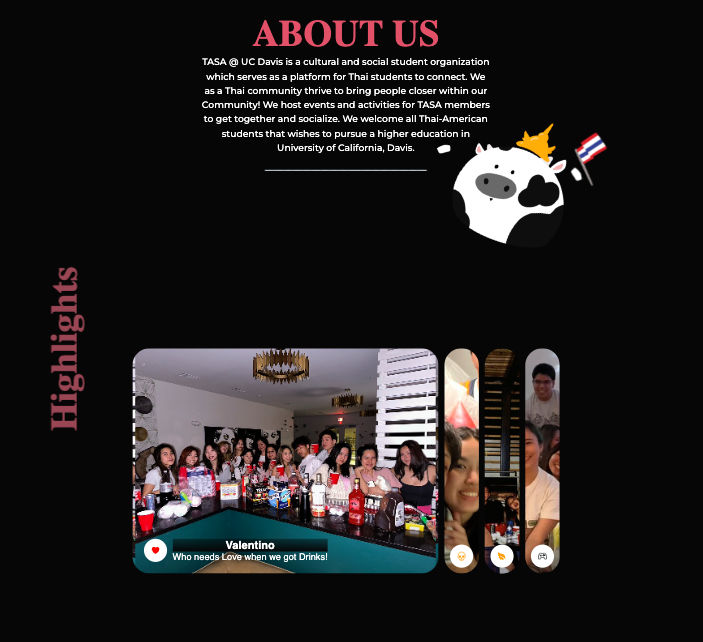 ABOUT US
TASA @ UC Davis is a cultural and social student organization
which serves as a platform for Thai students to connect. We
as a Thai community thrive to bring people closer within our
Community! We host events and activities for TASA members
to get together and socialize. We welcome all Thai-American
students that wishes to pursue a higher education in
University of California, Davis.
Highlights
Valentino
Who needs Love when we got Drinks!